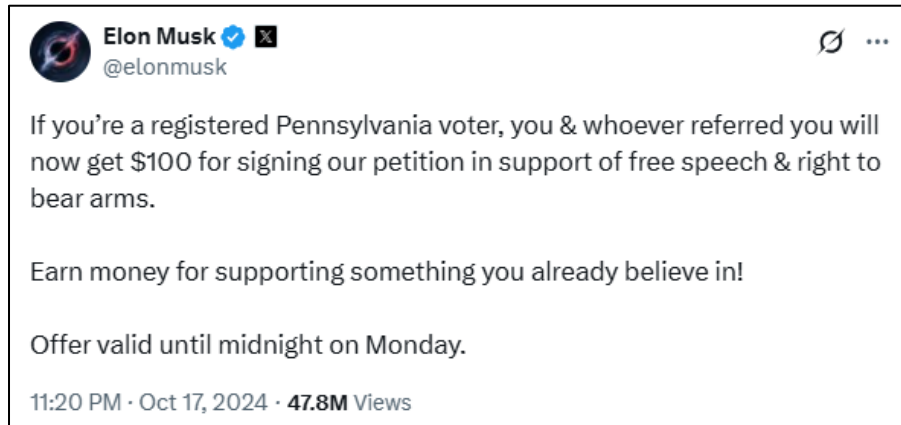 Elon Musk
@elonmusk
If you’re a registered Pennsylvania voter, you & whoever referred you will
now get $100 for signing our petition in support of free speech & right to
bear arms.
Earn money for supporting something you already believe in!
Offer valid until midnight on Monday.
11:20 PM · Oct 17, 2024 · 47.8M Views